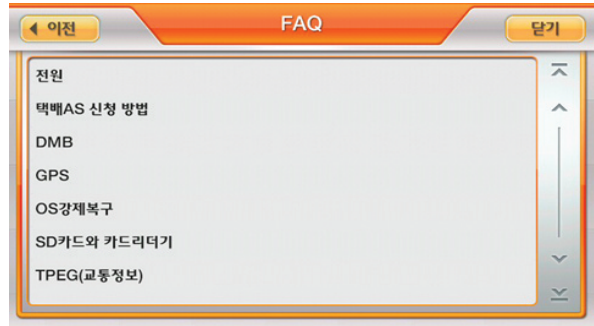 이전
FAQ
닫기
전원
택배AS 신청 방법
DMB
GPS
OS강제복구
SD카드와 카드리더기
TPEG(교통정보)